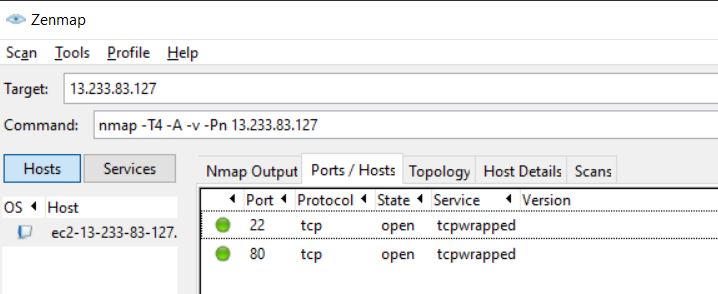 Zenmap
Scan Tools Profile Help
Target: 13.233.83.127
Command: nmap -T4 -A -v -Pn 13.233.83.127
Hosts Services
Nmap Output Ports / Hosts Topology Host Details Scans
OS Host
ec2-13-233-83-127.
Port Protocol State Service Version
22 tcp open tcpwrapped
80 tcp open tcpwrapped